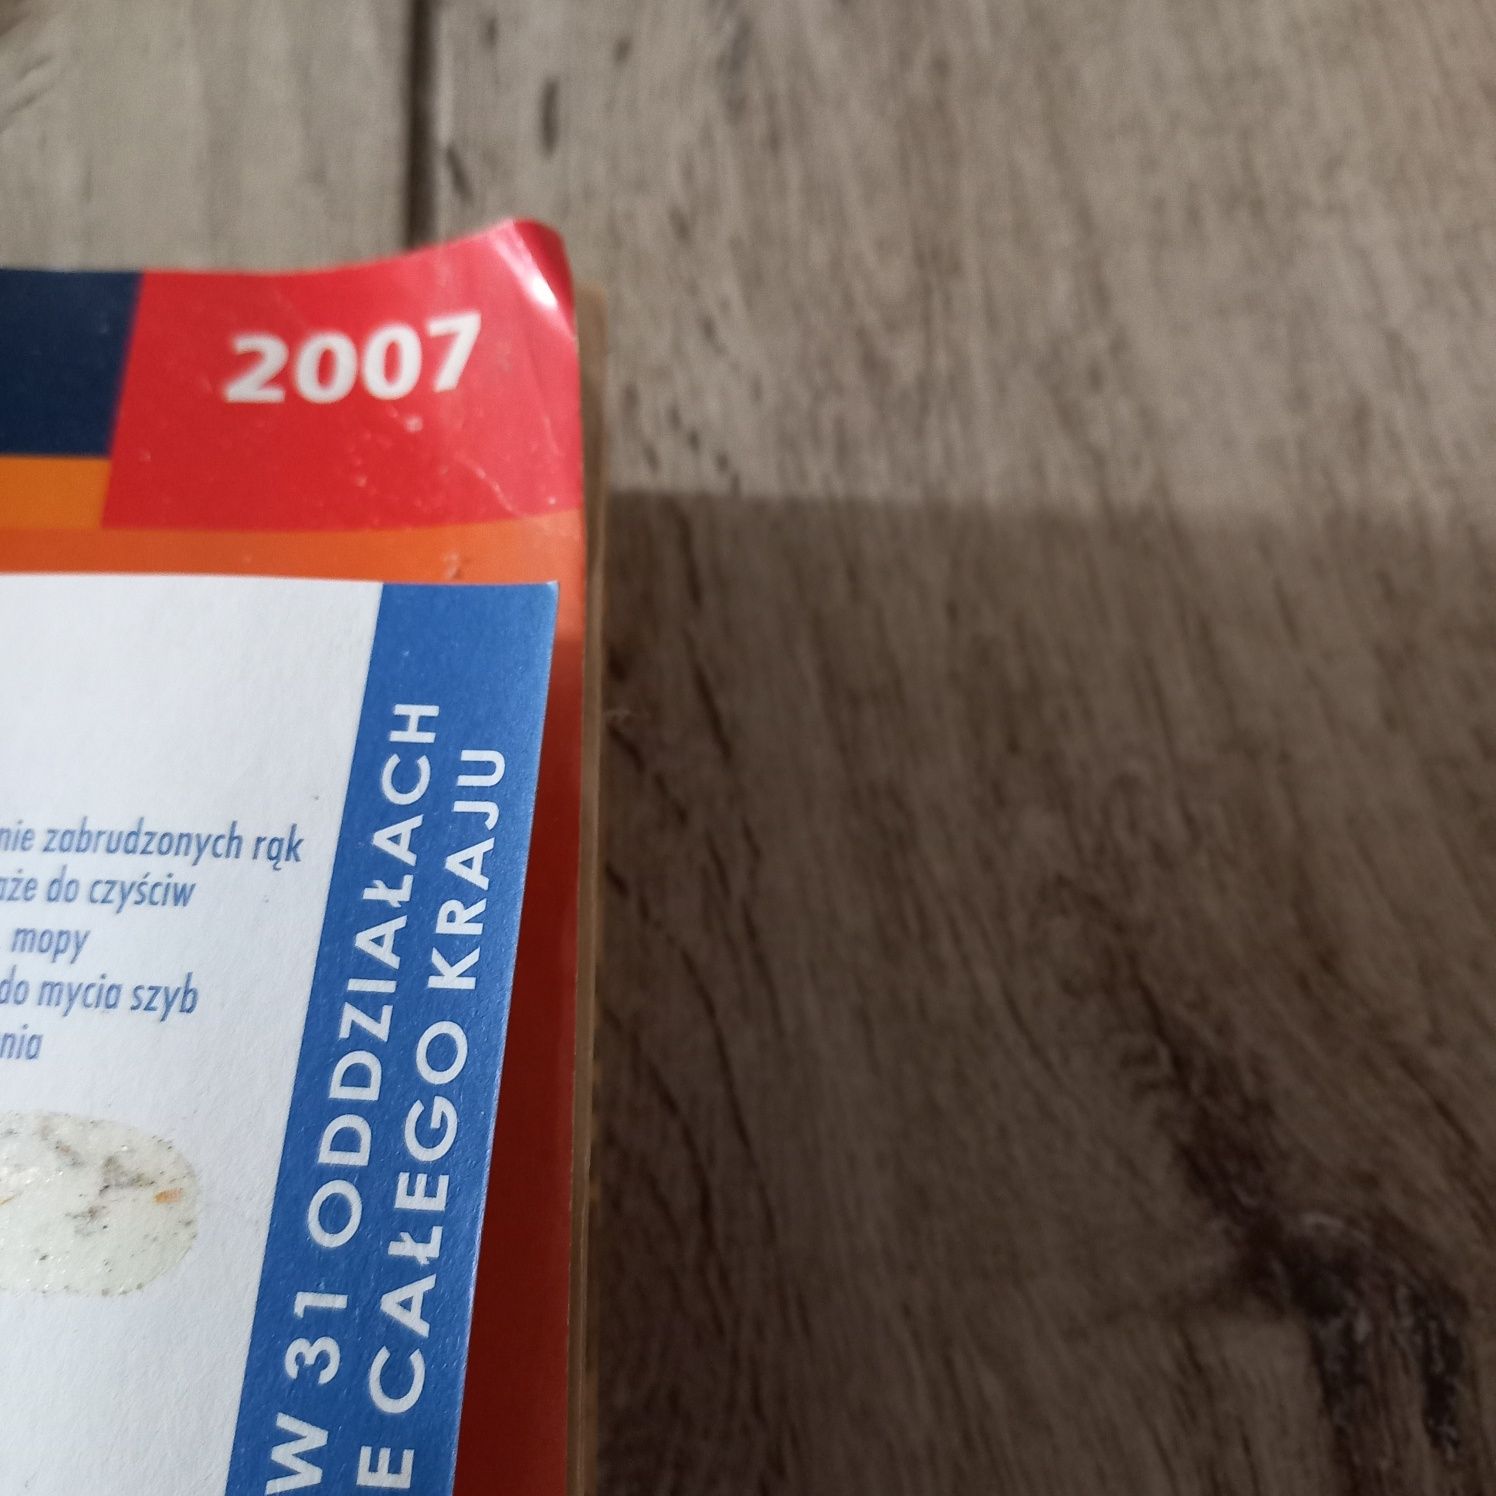 2007
zabrudzonych rąk
do czyściw
mopy
do mycia szyb
W 31 ODDZIAŁACH
CAŁEGO KRAJU